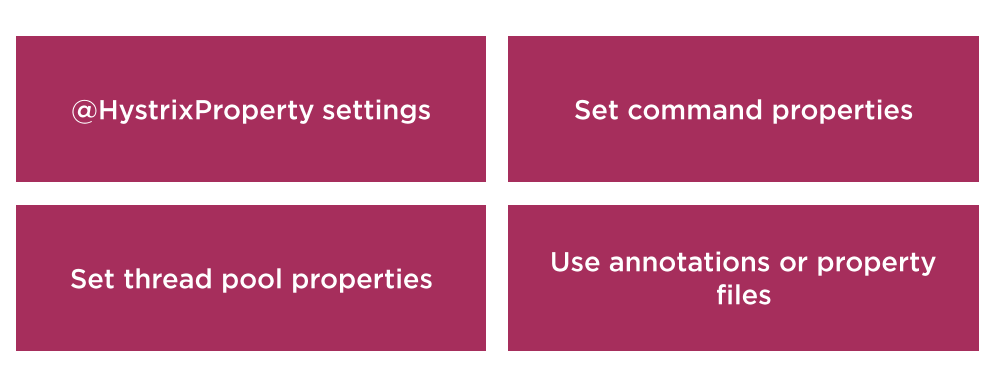 @HystrixProperty settings
Set command properties
Set thread pool properties
Use annotations or property
files